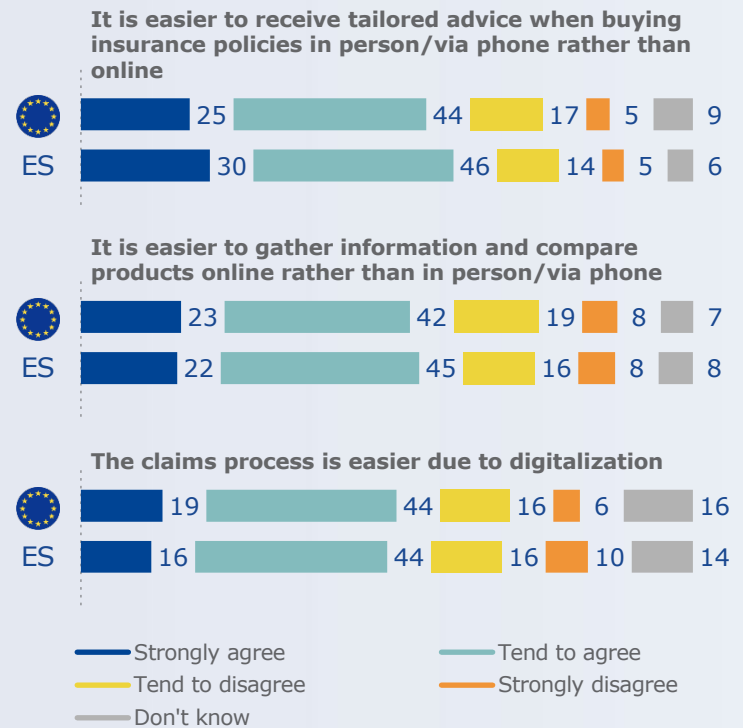 It is easier to receive tailored advice when buying
insurance policies in person/via phone rather than
online
25 44 17 5 9
ES 30 46 14 5 6
It is easier to gather information and compare
products online rather than in person/via phone
23 42 19 8 7
ES 22 45 16 8 8
The claims process is easier due to digitalization
19 44 16 6 16
ES 16 44 16 10 14
Strongly agree Tend to agree
Tend to disagree Strongly disagree
Don't know